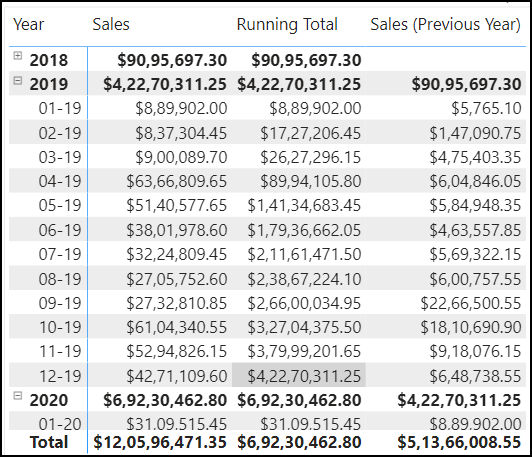 Year Sales Running Total Sales (Previous Year)
2018 $90,95,697.30 $90,95,697.30
2019 $4,22,70,311.25 $4,22,70,311.25 $90,95,697.30
01-19 $8,89,902.00 $8,89,902.00 $5,765.10
02-19 $8,37,304.45 $17,27,206.45 $1,47,090.75
03-19 $9,00,089.70 $26,27,296.15 $4,75,403.35
04-19 $63,66,809.65 $89,94,105.80 $6,04,846.05
05-19 $51,40,577.65 $1,41,34,683.45 $5,84,948.35
06-19 $38,01,978.60 $1,79,36,662.05 $4,63,557.85
07-19 $32,24,809.45 $2,11,61,471.50 $5,69,322.15
08-19 $27,05,752.60 $2,38,67,224.10 $6,00,757.55
09-19 $27,32,810.85 $2,66,00,034.95 $22,66,500.55
10-19 $61,04,340.55 $3,27,04,375.50 $18,10,690.90
11-19 $52,94,826.15 $3,79,99,201.65 $9,18,076.15
12-19 $42,71,109.60 $4,22,70,311.25 $6,48,738.55
2020 $6,92,30,462.80 $6,92,30,462.80 $4,22,70,311.25
01-20 $31,09,515.45 $31,09,515.45 $8,89,902.00
Total $12,05,96,471.35 $6,92,30,462.80 $5,13,66,008.55